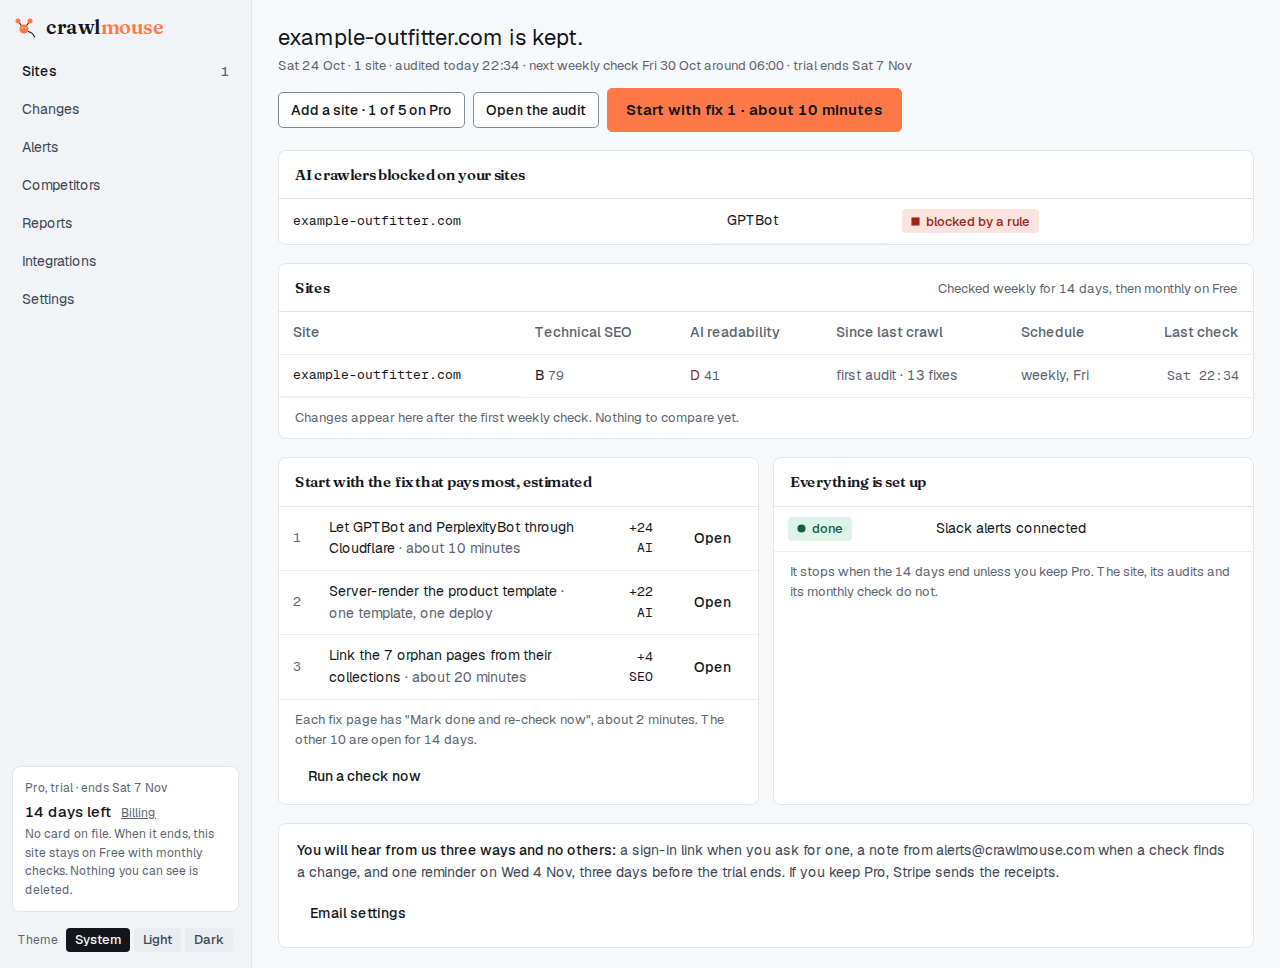 crawlmouse
Sites 1
Changes
Alerts
Competitors
Reports
Integrations
Settings
Pro, trial · ends Sat 7 Nov
14 days left Billing
No card on file. When it ends, this
site stays on Free with monthly
checks. Nothing you can see is
deleted.
Theme System Light Dark
example-outfitter.com is kept.
Sat 24 Oct · 1 site · audited today 22:34 · next weekly check Fri 30 Oct around 06:00 · trial ends Sat 7 Nov
Add a site · 1 of 5 on Pro Open the audit Start with fix 1 · about 10 minutes
AI crawlers blocked on your sites
example-outfitter.com GPTBot blocked by a rule
Sites Checked weekly for 14 days, then monthly on Free
Site Technical SEO AI readability Since last crawl Schedule Last check
example-outfitter.com B 79 D 41 first audit · 13 fixes weekly, Fri Sat 22:34
Changes appear here after the first weekly check. Nothing to compare yet.
Start with the fix that pays most, estimated
1 Let GPTBot and PerplexityBot through +24 Open
Cloudflare · about 10 minutes AI
2 Server-render the product template · +22 Open
one template, one deploy AI
3 Link the 7 orphan pages from their +4 Open
collections · about 20 minutes SEO
Each fix page has "Mark done and re-check now", about 2 minutes. The
other 10 are open for 14 days.
Run a check now
Everything is set up
done Slack alerts connected
It stops when the 14 days end unless you keep Pro. The site, its audits and
its monthly check do not.
You will hear from us three ways and no others: a sign-in link when you ask for one, a note from alerts@crawlmouse.com when a check finds
a change, and one reminder on Wed 4 Nov, three days before the trial ends. If you keep Pro, Stripe sends the receipts.
Email settings